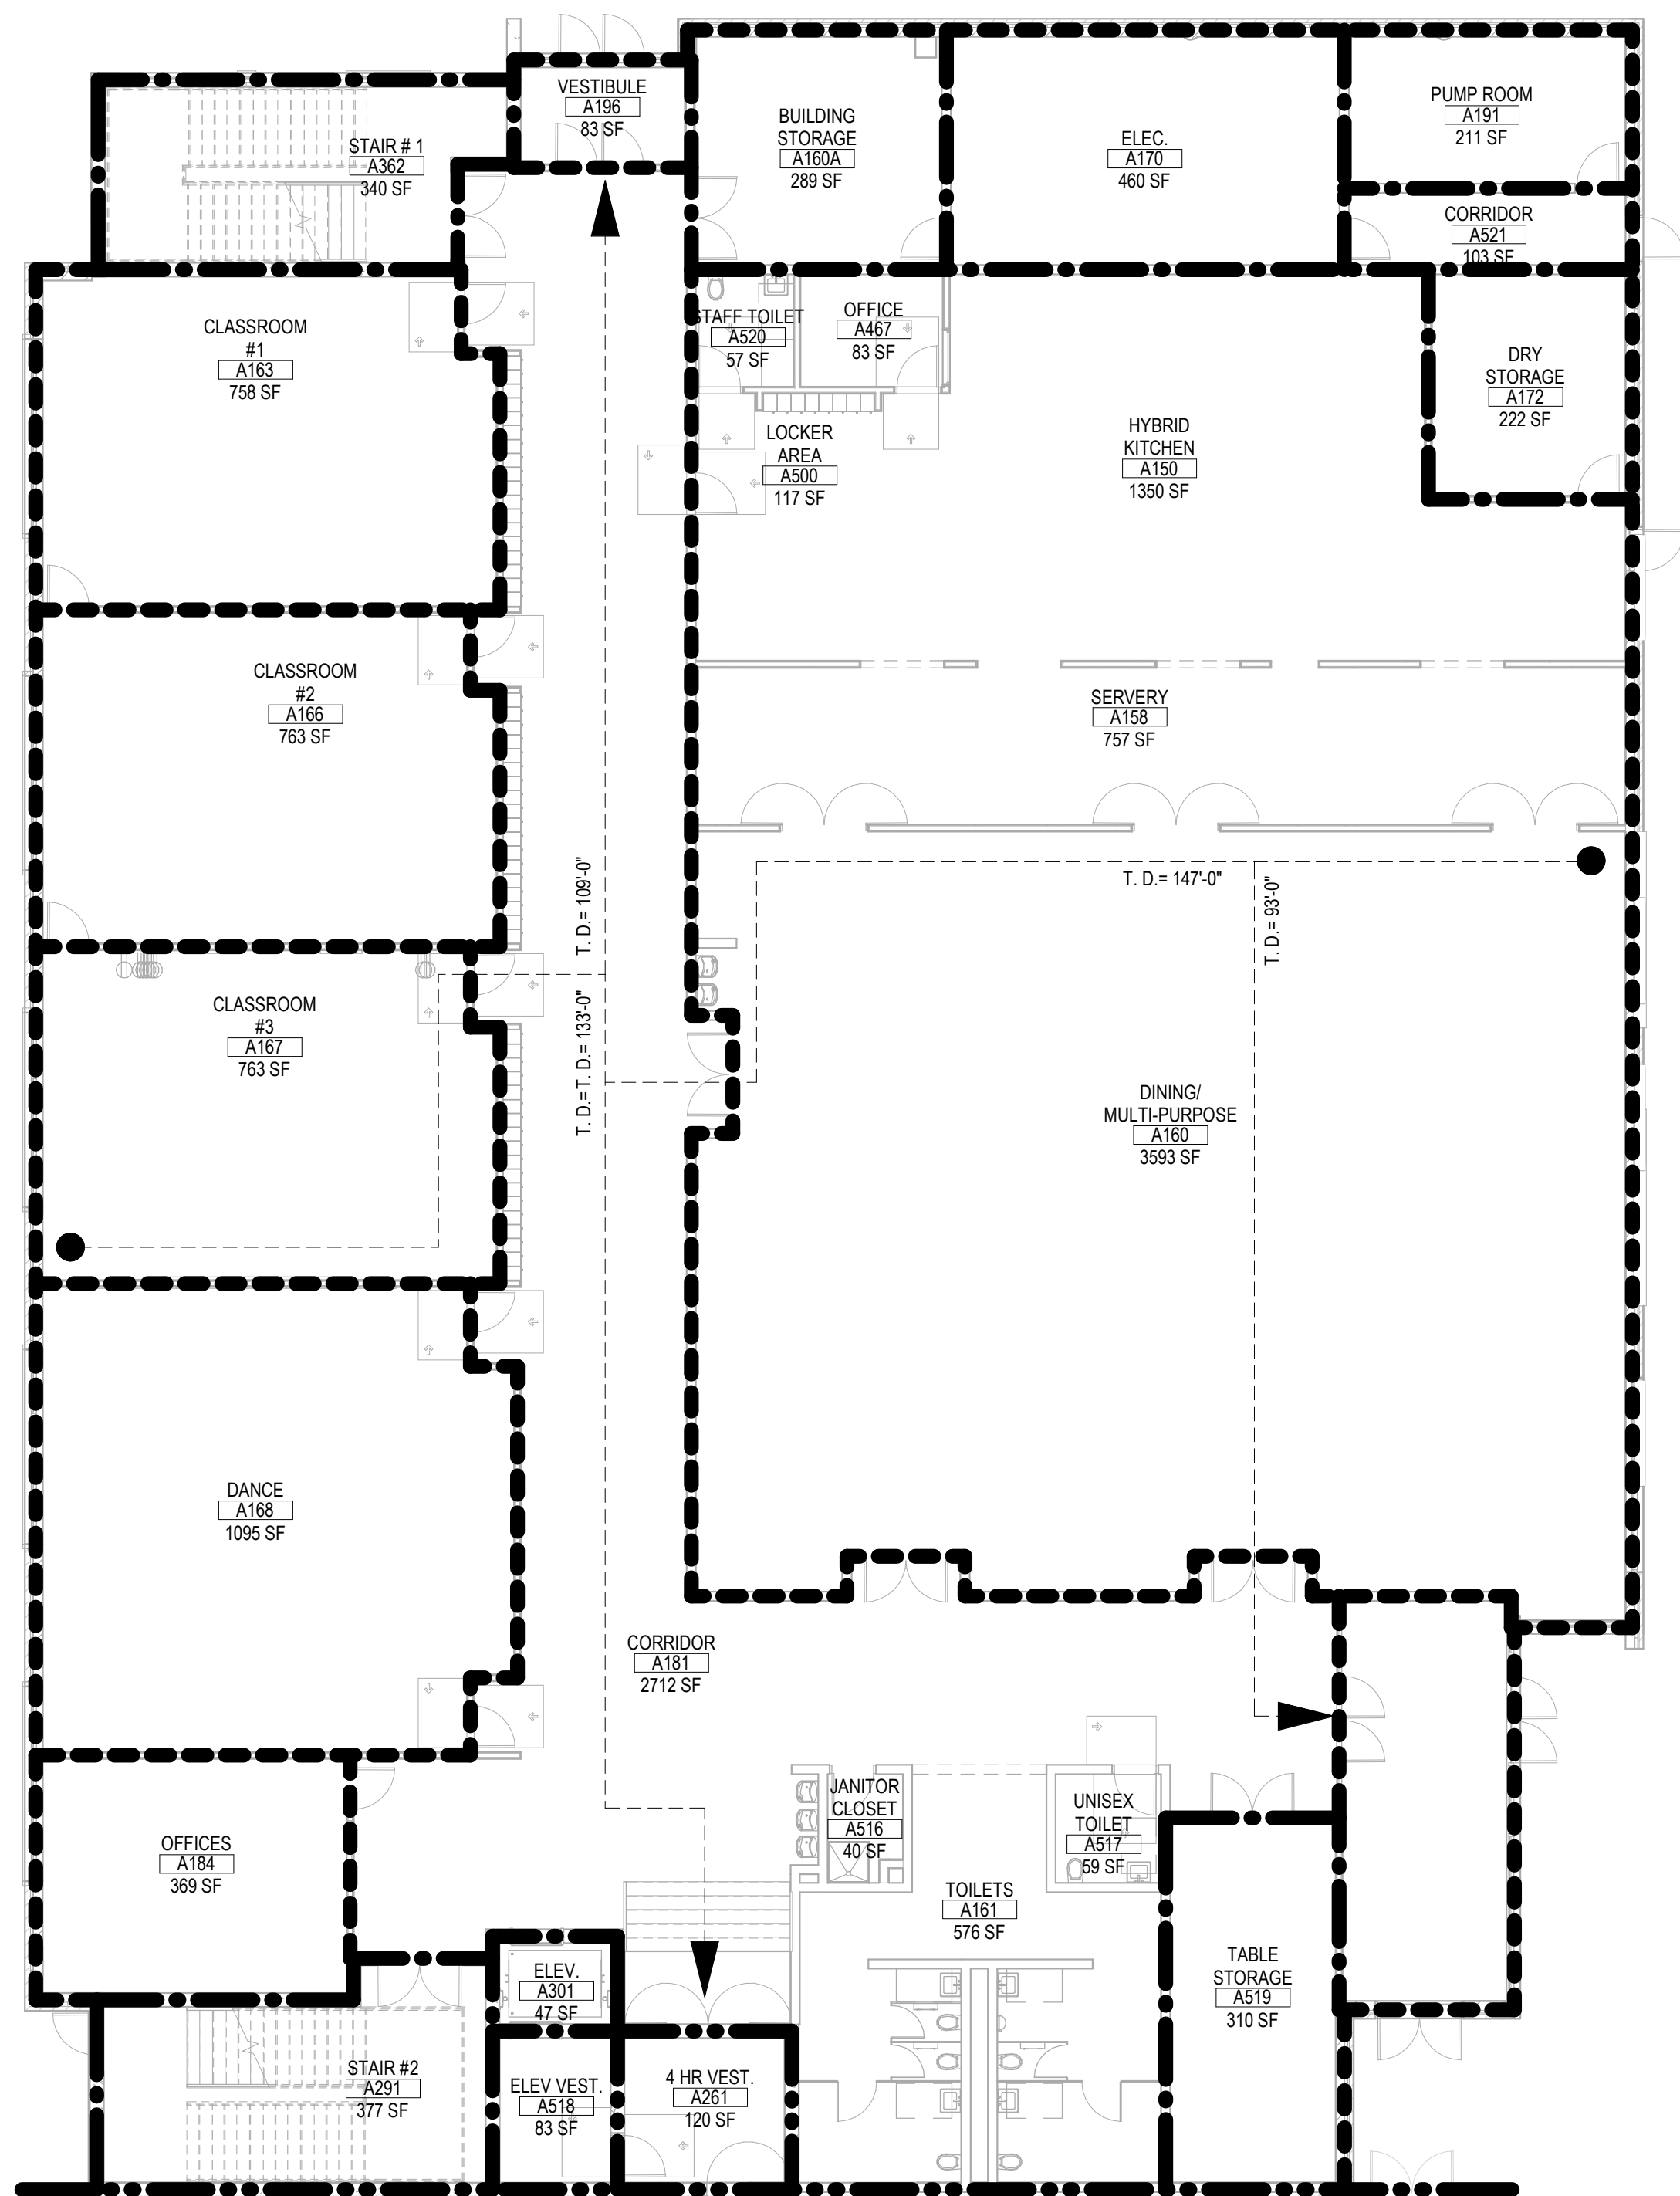 VESTIBULE
A196
83 SF
BUILDING
STORAGE
A160A
289 SF
ELEC.
A170
460 SF
PUMP ROOM
A191
211 SF
STAIR # 1
A362
340 SF
CORRIDOR
A521
103 SF
CLASSROOM
#1
A163
758 SF
STAFF TOILET
A520
57 SF
OFFICE
A467
83 SF
DRY
STORAGE
A172
222 SF
LOCKER
AREA
A500
117 SF
HYBRID
KITCHEN
A150
1350 SF
CLASSROOM
#2
A166
763 SF
SERVERY
A158
757 SF
T. D.= 109'-0"
T. D.= 147'-0"
T. D.= 93'-0"
CLASSROOM
#3
A167
763 SF
T. D.=T. D.= 133'-0"
DINING/
MULTI-PURPOSE
A160
3593 SF
DANCE
A168
1095 SF
CORRIDOR
A181
2712 SF
JANITOR
CLOSET
A516
40 SF
UNISEX
TOILET
A517
59 SF
OFFICES
A184
369 SF
TOILETS
A161
576 SF
TABLE
STORAGE
A519
310 SF
ELEV.
A301
47 SF
STAIR #2
A291
377 SF
ELEV VEST.
A518
83 SF
4 HR VEST.
A261
120 SF